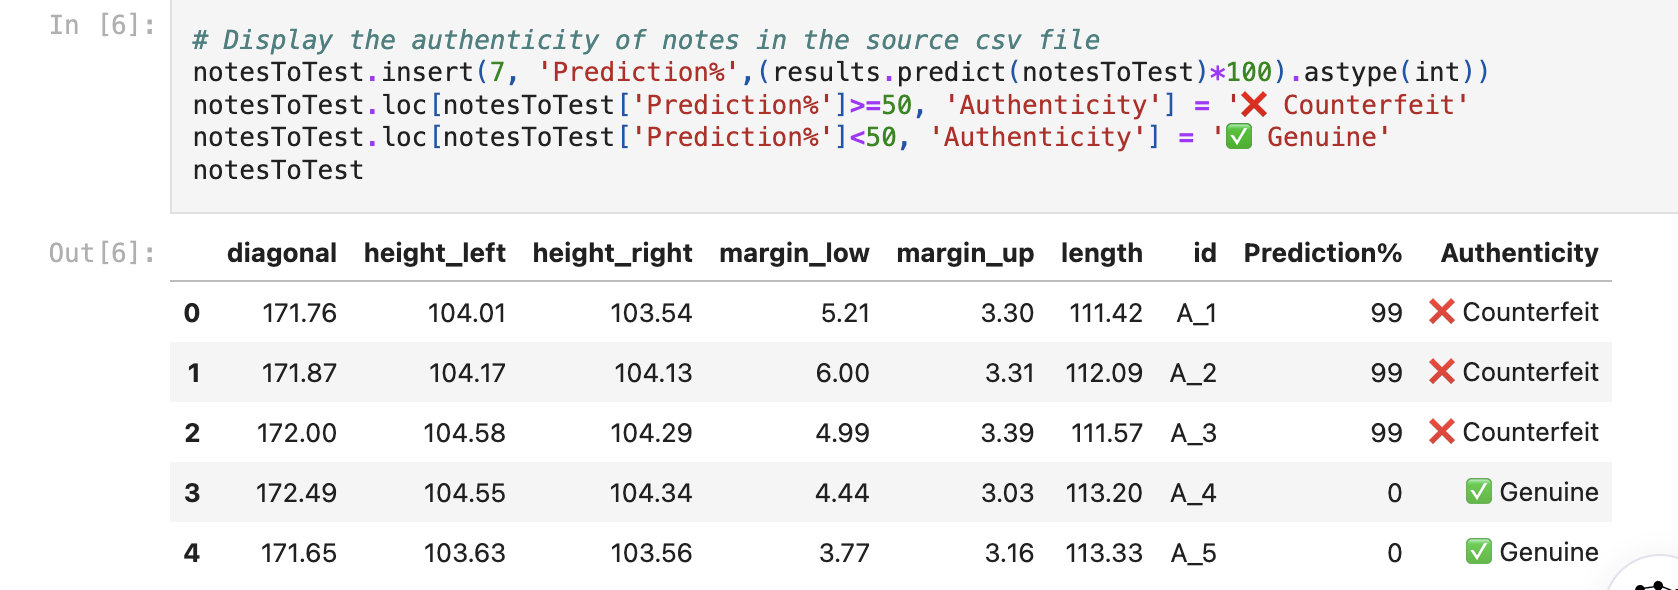 In [6]:
# Display the authenticity of notes in the source csv file
notesToTest.insert(7, 'Prediction%',(results.predict(notesToTest)*100).astype(int))
notesToTest.loc[notesToTest['Prediction%']>=50, 'Authenticity'] = '❌ Counterfeit'
notesToTest.loc[notesToTest['Prediction%']<50, 'Authenticity'] = '✅ Genuine'
notesToTest
Out[6]:
diagonal height_left height_right margin_low margin_up length id Prediction% Authenticity
0 171.76 104.01 103.54 5.21 3.30 111.42 A_1 99 ❌ Counterfeit
1 171.87 104.17 104.13 6.00 3.31 112.09 A_2 99 ❌ Counterfeit
2 172.00 104.58 104.29 4.99 3.39 111.57 A_3 99 ❌ Counterfeit
3 172.49 104.55 104.34 4.44 3.03 113.20 A_4 0 ✅ Genuine
4 171.65 103.63 103.56 3.77 3.16 113.33 A_5 0 ✅ Genuine